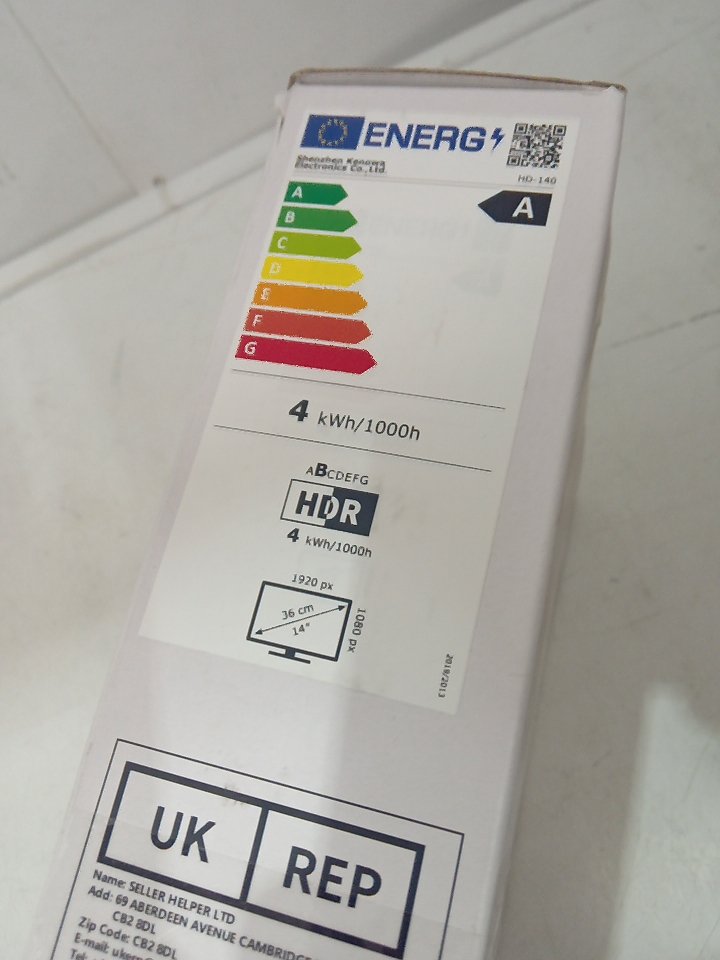 ENERG
Shenzhen Kenowa
Electronics Co.,Ltd.
HD-140
A
A
B
C
D
E
F
G
4 kWh/1000h
ABCDEFG
HDR
4 kWh/1000h
1920 px
36 cm
14"
1080 px
2019/2013
UK REP
Name: SELLER HELPER LTD
Add: 69 ABERDEEN AVENUE CAMBRIDGE
CB2 8DL
Zip Code: CB2 8DL
E-mail:
Tel: